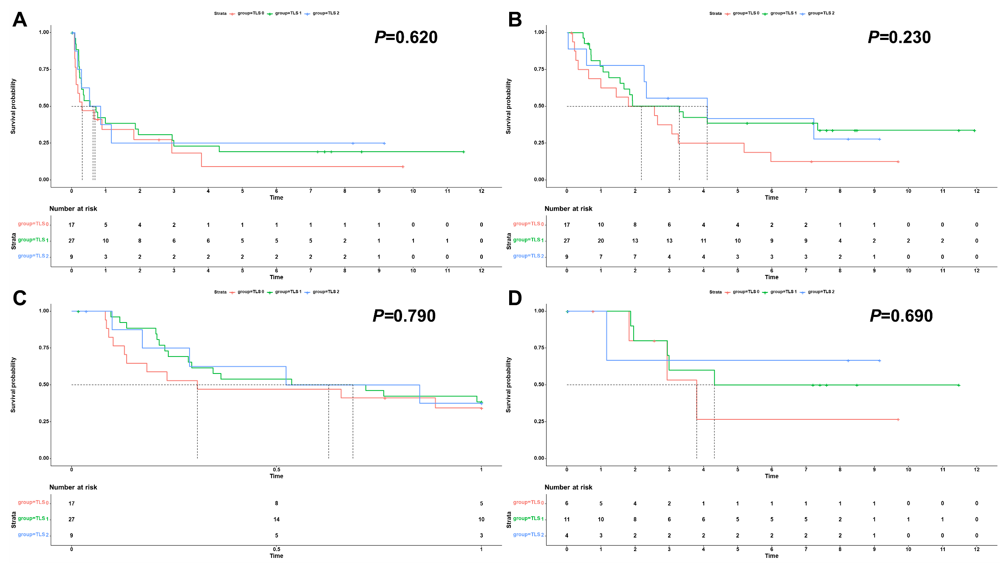 A
Strata group=TLS 0 group=TLS 1 group=TLS 2
P=0.620
Survival probability
1.00
0.75
0.50
0.25
0.00
0 1 2 3 4 5 6 7 8 9 10 11 12
Time
Number at risk
Strata
group=TLS 0 17 5 4 2 1 1 1 1 1 1 0 0 0
group=TLS 1 27 10 8 6 6 5 5 5 2 1 1 1 0
group=TLS 2 9 3 2 2 2 2 2 2 2 1 0 0 0
0 1 2 3 4 5 6 7 8 9 10 11 12
Time
B
Strata group=TLS 0 group=TLS 1 group=TLS 2
P=0.230
Survival probability
1.00
0.75
0.50
0.25
0.00
0 1 2 3 4 5 6 7 8 9 10 11 12
Time
Number at risk
Strata
group=TLS 0 17 10 8 6 4 4 2 2 1 1 0 0 0
group=TLS 1 27 20 13 13 11 10 9 9 4 2 2 2 0
group=TLS 2 9 7 7 4 4 3 3 3 2 1 0 0 0
0 1 2 3 4 5 6 7 8 9 10 11 12
Time
C
Strata group=TLS 0 group=TLS 1 group=TLS 2
P=0.790
Survival probability
1.00
0.75
0.50
0.25
0.00
0 0.5 1
Time
Number at risk
Strata
group=TLS 0 17 8 5
group=TLS 1 27 14 10
group=TLS 2 9 5 3
0 0.5 1
Time
D
Strata group=TLS 0 group=TLS 1 group=TLS 2
P=0.690
Survival probability
1.00
0.75
0.50
0.25
0.00
0 1 2 3 4 5 6 7 8 9 10 11 12
Time
Number at risk
Strata
group=TLS 0 6 5 4 2 1 1 1 1 1 1 0 0 0
group=TLS 1 11 10 8 6 6 5 5 5 2 1 1 1 0
group=TLS 2 4 3 2 2 2 2 2 2 2 1 0 0 0
0 1 2 3 4 5 6 7 8 9 10 11 12
Time